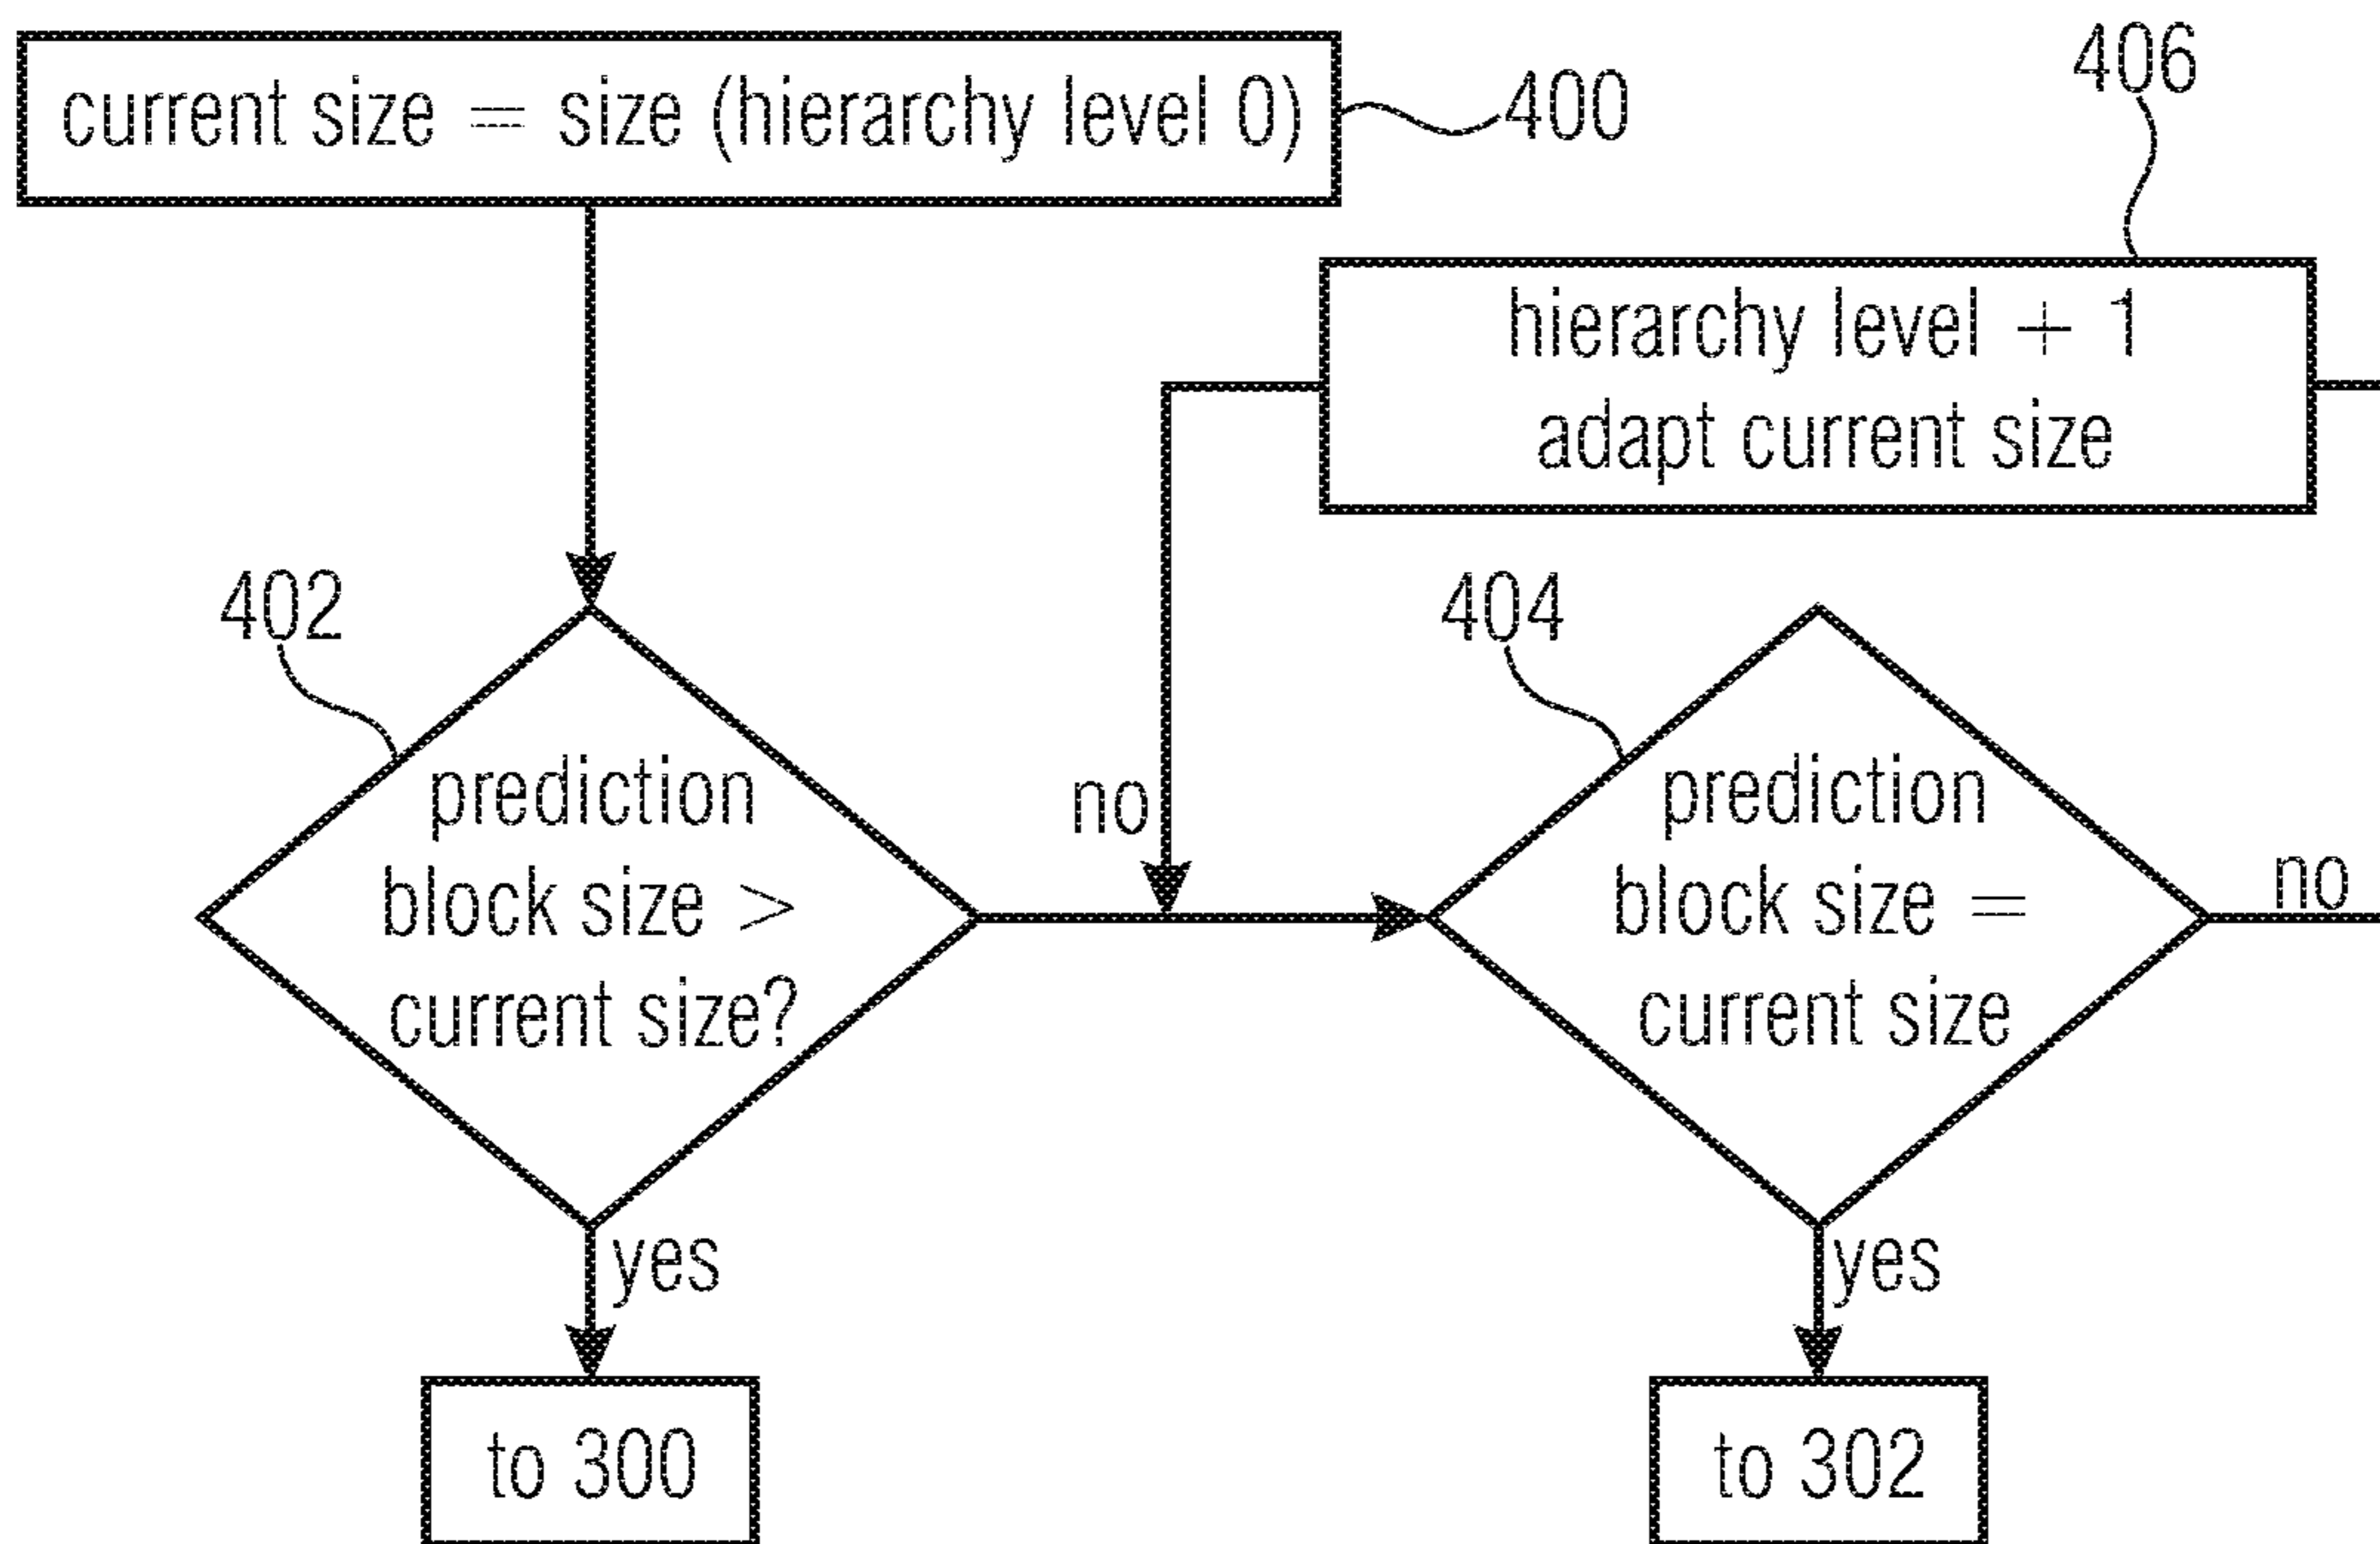 current size = size (hierarchy level 0)
400
406
hierarchy level + 1
adapt current size
402
prediction
block size >
current size?
no
404
prediction
block size =
current size
no
yes
yes
to 300
to 302